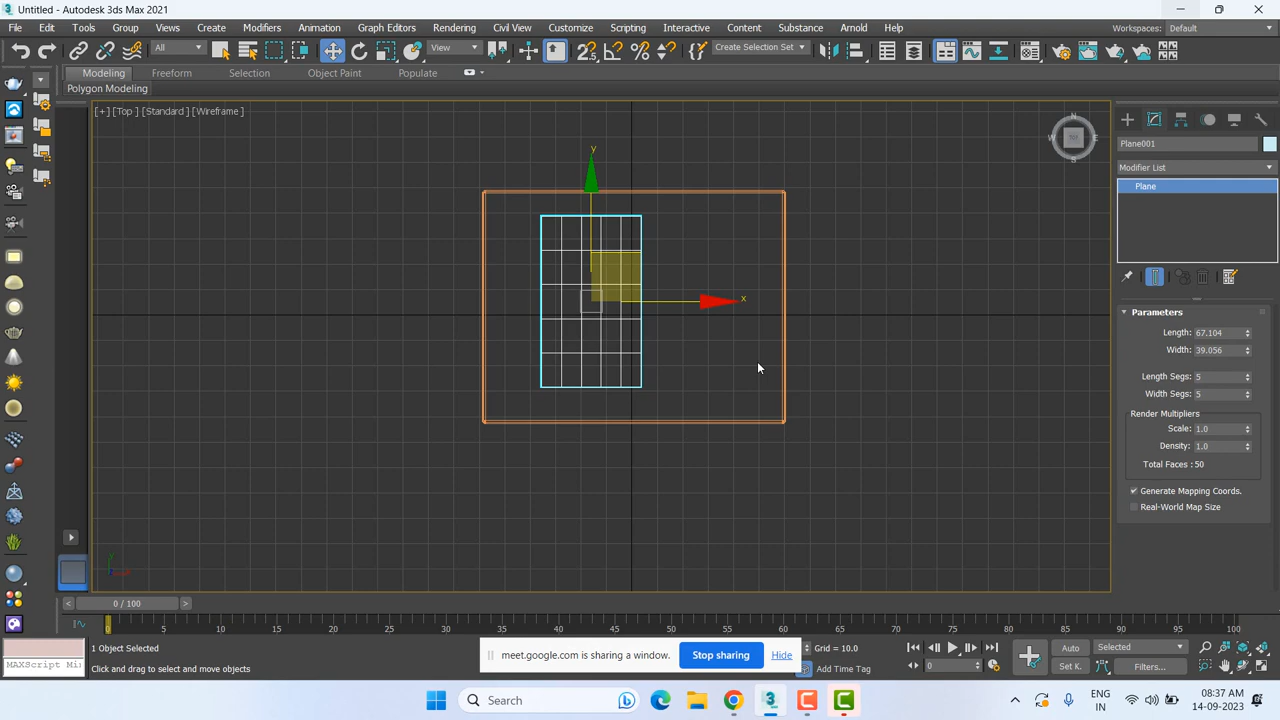 Untitled - Autodesk 3ds Max 2021
File Edit Tools Group Views Create Modifiers Animation Graph Editors Rendering Civil View Customize Scripting Interactive Content Substance Arnold Help Workspaces: Default
All View Create Selection Set
Modeling Freeform Selection Object Paint Populate
Polygon Modeling
[+] [Top ] [Standard ] [Wireframe ]
N
W E
S
TOP
Plane001
Modifier List
Plane
y
x
Parameters
Length: 67.104
Width: 39.056
Length Segs: 5
Width Segs: 5
Render Multipliers
Scale: 1.0
Density: 1.0
Total Faces : 50
Generate Mapping Coords.
Real-World Map Size
< 0 / 100 >
0 5 15 20 25 30 35 40 45 50 55 60 65 70 75 80 85 90 95 100
1 Object Selected
MAXScript Mi
Click and drag to select and move objects
meet.google.com is sharing a window. Stop sharing Hide
Grid = 10.0
Add Time Tag
Auto Selected
Set K. Filters...
0
Search
ENG
IN
08:37 AM
14-09-2023